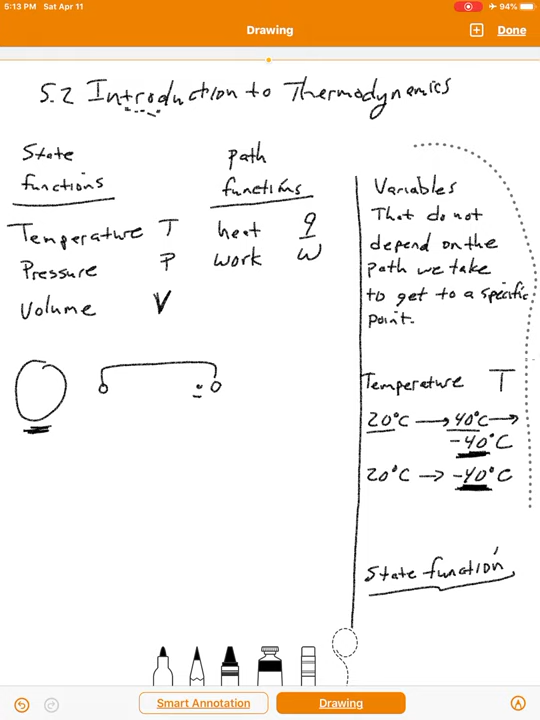 5:13 PM Sat Apr 11
94%
Drawing
Done
5.2 Introduction to Thermodynamics
State
functions
Temperature T
Pressure P
Volume V
path
functions
heat q
work w
Variables
That do not
depend on the
path we take
to get to a specific
point.
Temperature T
20°C → 40°C →
-40°C
20°C → -40°C
State function
Smart Annotation
Drawing